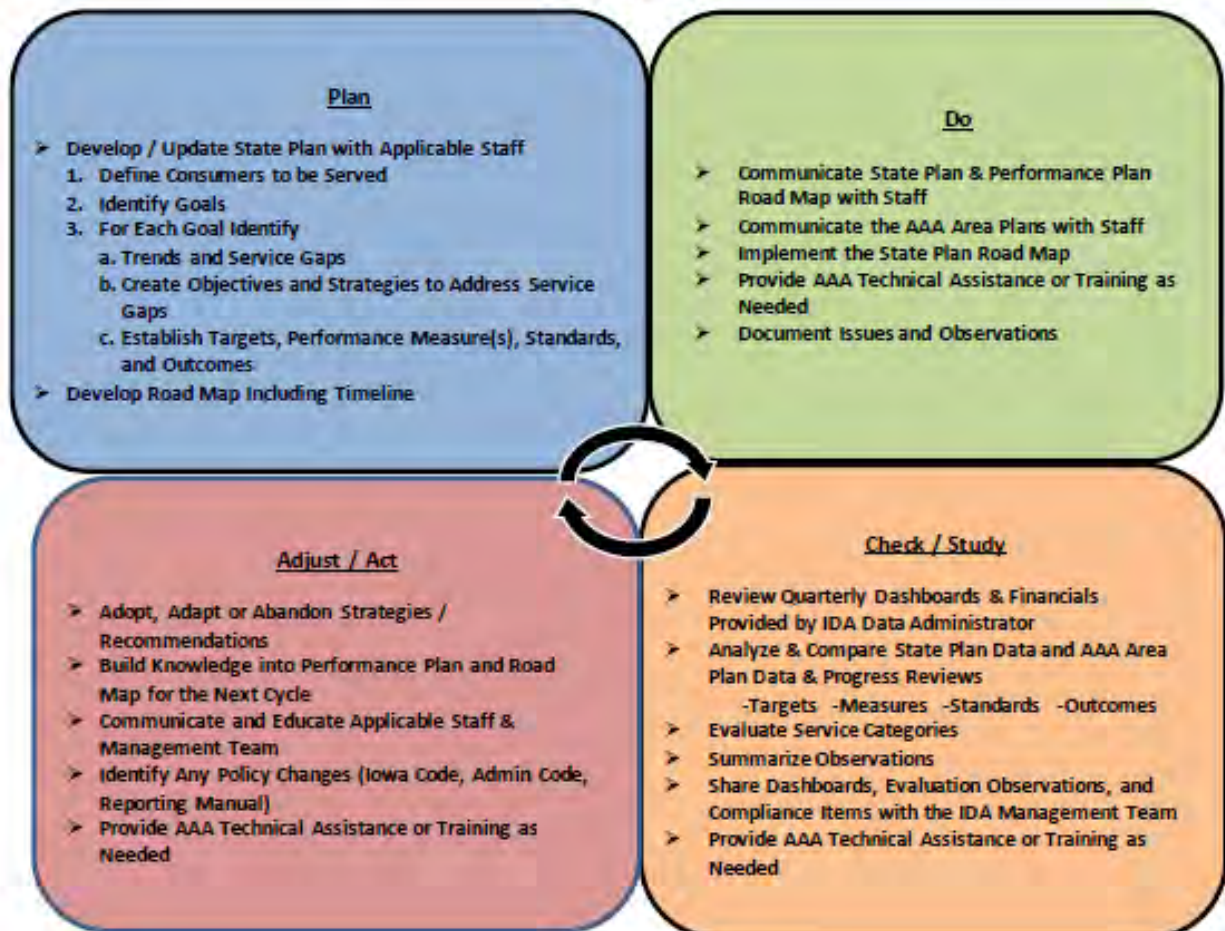 Plan
➢ Develop / Update State Plan with Applicable Staff
1. Define Consumers to be Served
2. Identify Goals
3. For Each Goal Identify
a. Trends and Service Gaps
b. Create Objectives and Strategies to Address Service
Gaps
c. Establish Targets, Performance Measure(s), Standards,
and Outcomes
➢ Develop Road Map Including Timeline
Do
➢ Communicate State Plan & Performance Plan
Road Map with Staff
➢ Communicate the AAA Area Plans with Staff
➢ Implement the State Plan Road Map
➢ Provide AAA Technical Assistance or Training as
Needed
➢ Document Issues and Observations
Adjust / Act
➢ Adopt, Adapt or Abandon Strategies /
Recommendations
➢ Build Knowledge into Performance Plan and Road
Map for the Next Cycle
➢ Communicate and Educate Applicable Staff &
Management Team
➢ Identify Any Policy Changes (Iowa Code, Admin Code,
Reporting Manual)
➢ Provide AAA Technical Assistance or Training as
Needed
Check / Study
➢ Review Quarterly Dashboards & Financials
Provided by IDA Data Administrator
➢ Analyze & Compare State Plan Data and AAA Area
Plan Data & Progress Reviews
-Targets -Measures -Standards -Outcomes
➢ Evaluate Service Categories
➢ Summarize Observations
➢ Share Dashboards, Evaluation Observations, and
Compliance Items with the IDA Management Team
➢ Provide AAA Technical Assistance or Training as
Needed